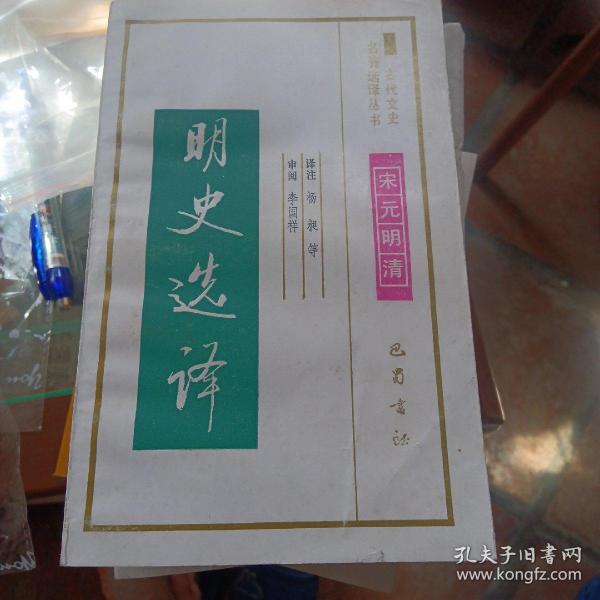 古代文史
名著选译丛书
宋元明清
巴蜀书社
译注 杨昶 等
审阅 李国祥
明史选译
you
孔夫子旧书网
www.kongfz.com